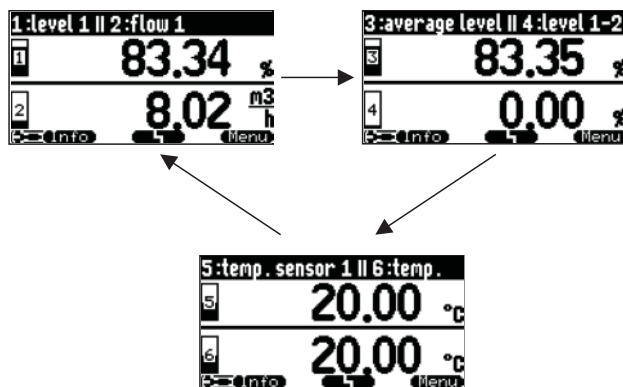 1:level 1 II 2:flow 1
1 83.34 %
2 8.02 m3/h
Info Menu
3:average level II 4:level 1-2
3 83.35 %
4 0.00 %
Info Menu
5:temp. sensor 1 II 6:temp.
5 20.00 °C
6 20.00 °C
Info Menu